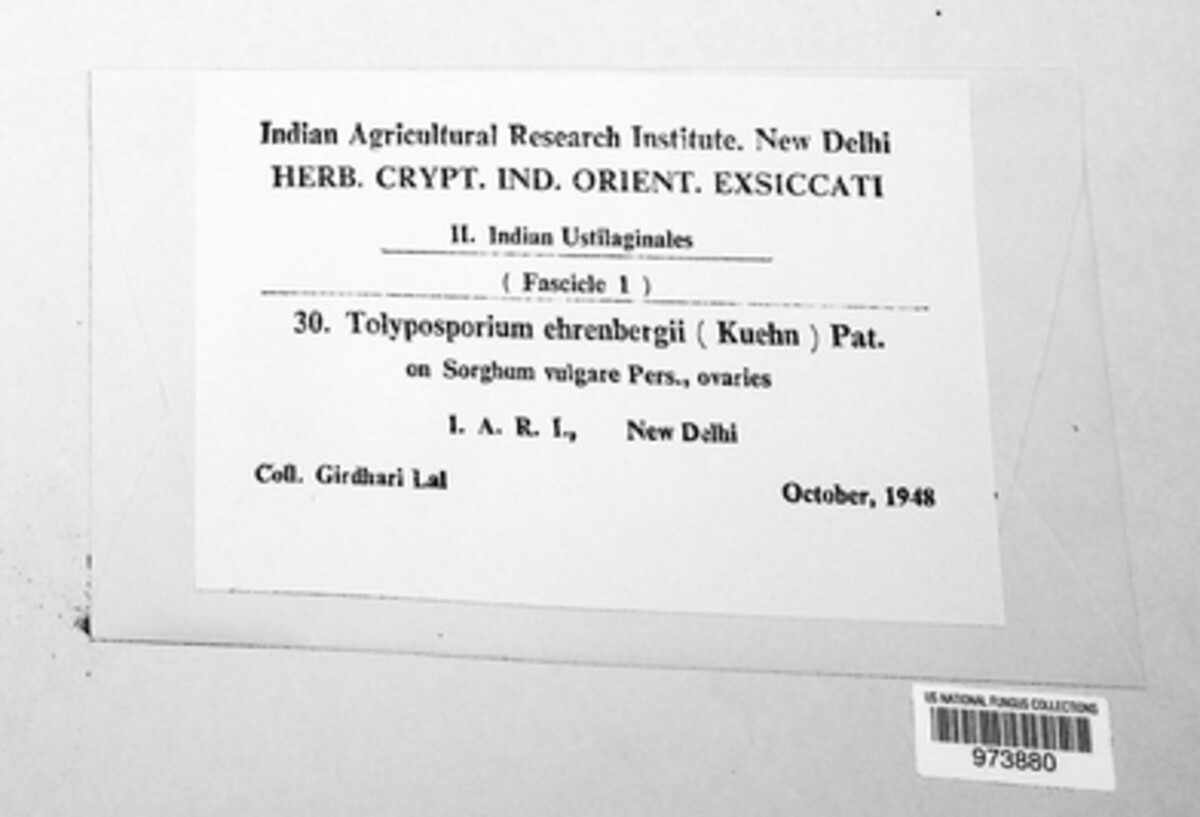 Indian Agricultural Research Institute. New Delhi
HERB. CRYPT. IND. ORIENT. EXSICCATI
II. Indian Ustilaginales
( Fascicle 1 )
30. Tolyposporium ehrenbergii ( Kuehn ) Pat.
on Sorghum vulgare Pers., ovaries
I. A. R. I., New Delhi
Coll. Girdhari Lal
October, 1948
US NATIONAL FUNGUS COLLECTIONS
973880